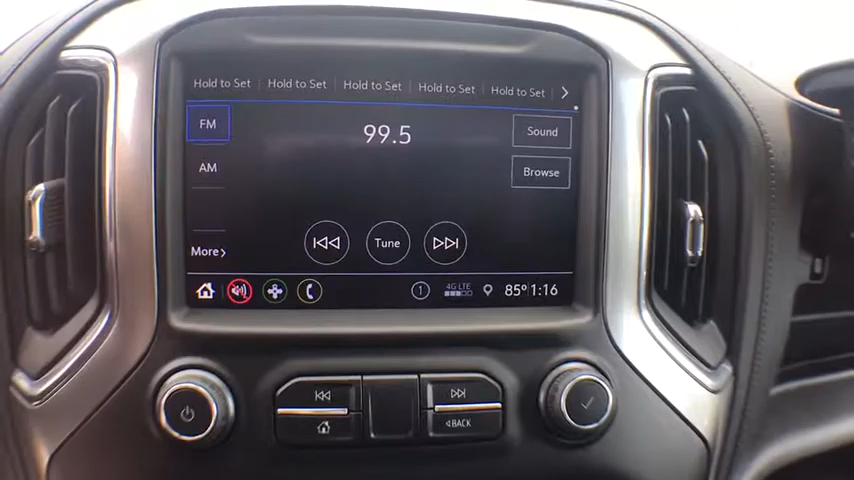 Hold to Set Hold to Set Hold to Set Hold to Set Hold to Set
FM
99.5
Sound
AM
Browse
Tune
More
1 4G LTE 85° 1:16
BACK